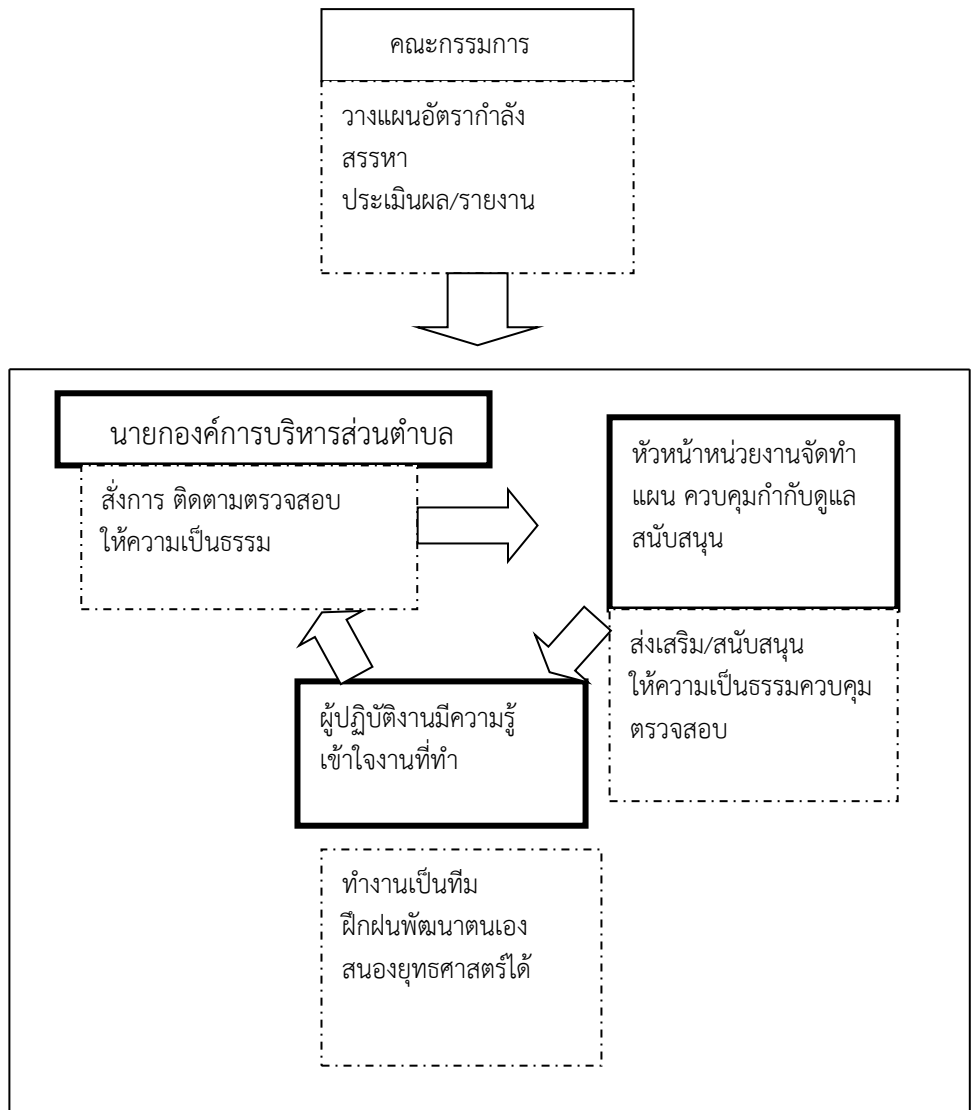 คณะกรรมการ
วางแผนอัตรากำลัง
สรรหา
ประเมินผล/รายงาน
นายกองค์การบริหารส่วนตำบล
สั่งการ ติดตามตรวจสอบ
ให้ความเป็นธรรม
หัวหน้าหน่วยงานจัดทำ
แผน ควบคุมกำกับดูแล
สนับสนุน
ส่งเสริม/สนับสนุน
ให้ความเป็นธรรมควบคุม
ตรวจสอบ
ผู้ปฏิบัติงานมีความรู้
เข้าใจงานที่ทำ
ทำงานเป็นทีม
ฝึกฝนพัฒนาตนเอง
สนองยุทธศาสตร์ได้